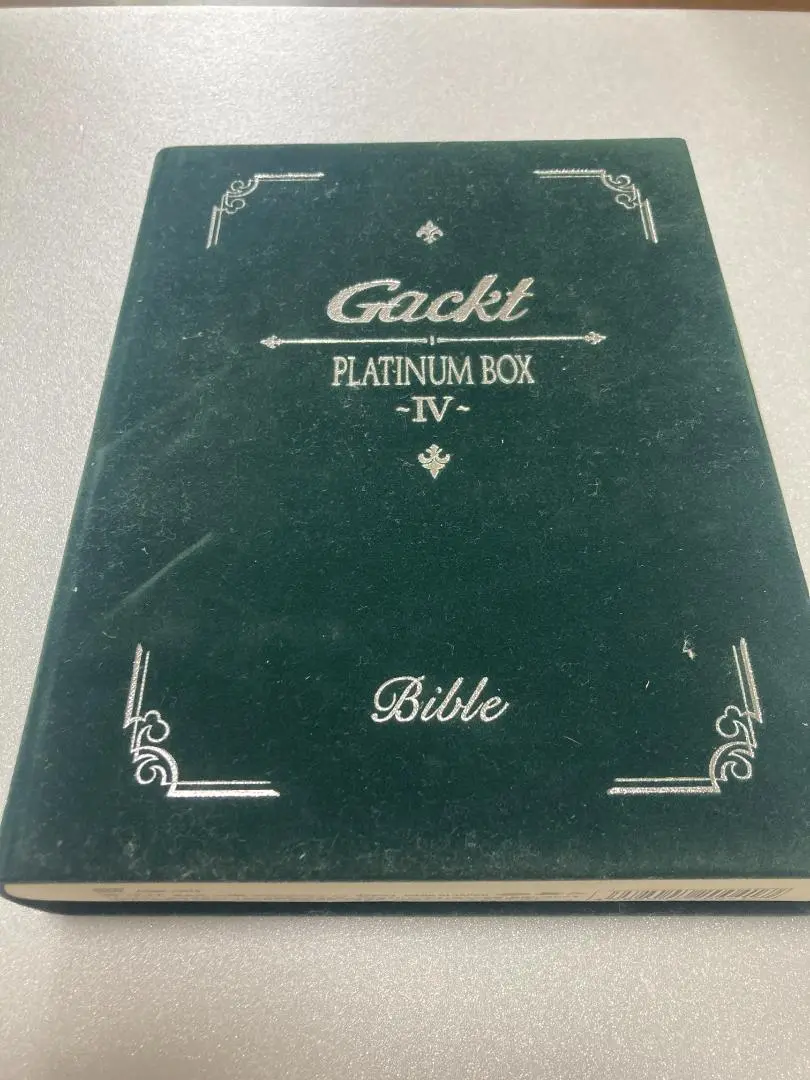 Gackt
PLATINUM BOX
~IV~
Bible